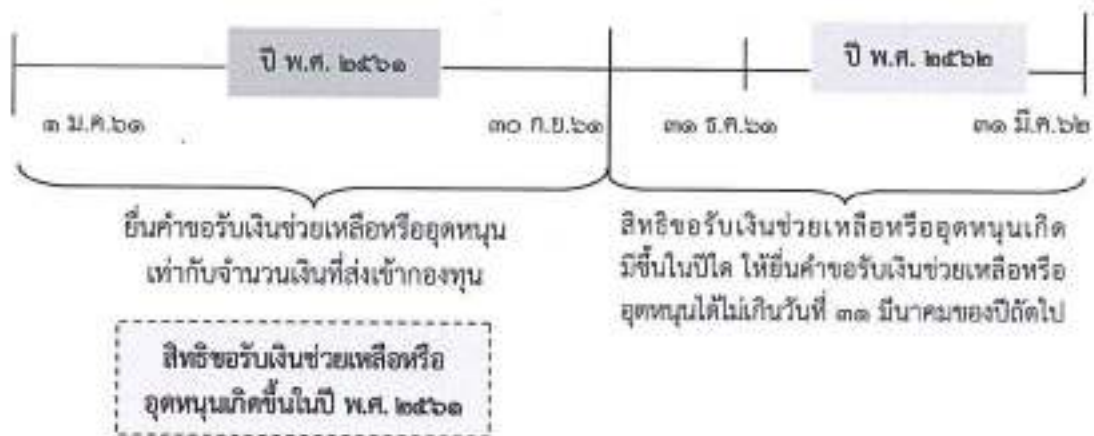 ปี พ.ศ. ๒๕๖๑
ปี พ.ศ. ๒๕๖๒
๑ ม.ค.๖๑
๓๐ ก.ย.๖๑
๓๑ ธ.ค.๖๑
๓๑ มี.ค.๖๒
ยื่นคำขอรับเงินช่วยเหลือหรืออุดหนุน
เท่ากับจำนวนเงินที่ส่งเข้ากองทุน
สิทธิขอรับเงินช่วยเหลือหรืออุดหนุนเกิด
มีขึ้นในปีใด ให้ยื่นคำขอรับเงินช่วยเหลือหรือ
อุดหนุนได้ไม่เกินวันที่ ๓๑ มีนาคมของปีถัดไป
สิทธิขอรับเงินช่วยเหลือหรือ
อุดหนุนเกิดขึ้นในปี พ.ศ. ๒๕๖๑